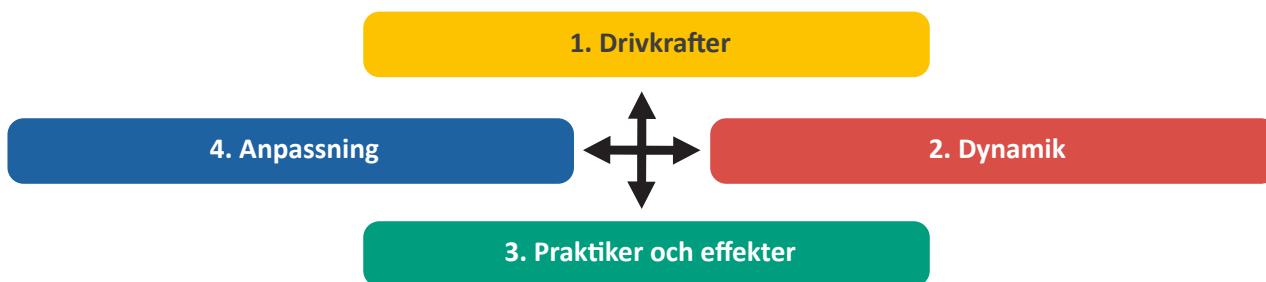 1. Drivkrafter
4. Anpassning
2. Dynamik
3. Praktiker och effekter